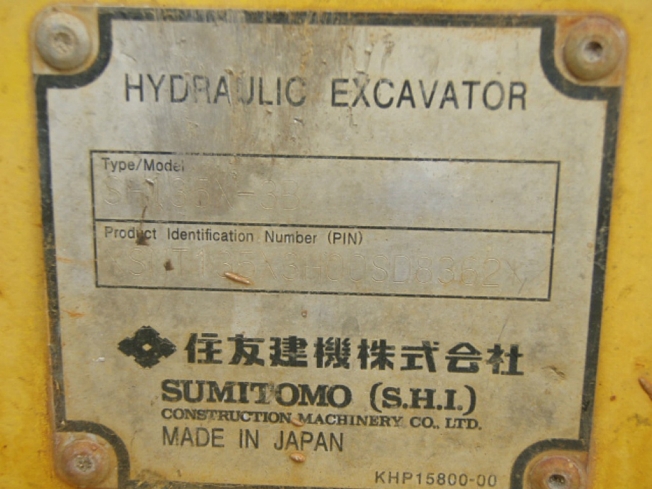 HYDRAULIC EXCAVATOR
Type/Model
Product Identification Number (PIN)
住友建機株式会社
SUMITOMO (S.H.I.)
CONSTRUCTION MACHINERY CO., LTD.
MADE IN JAPAN
KHP15800-00